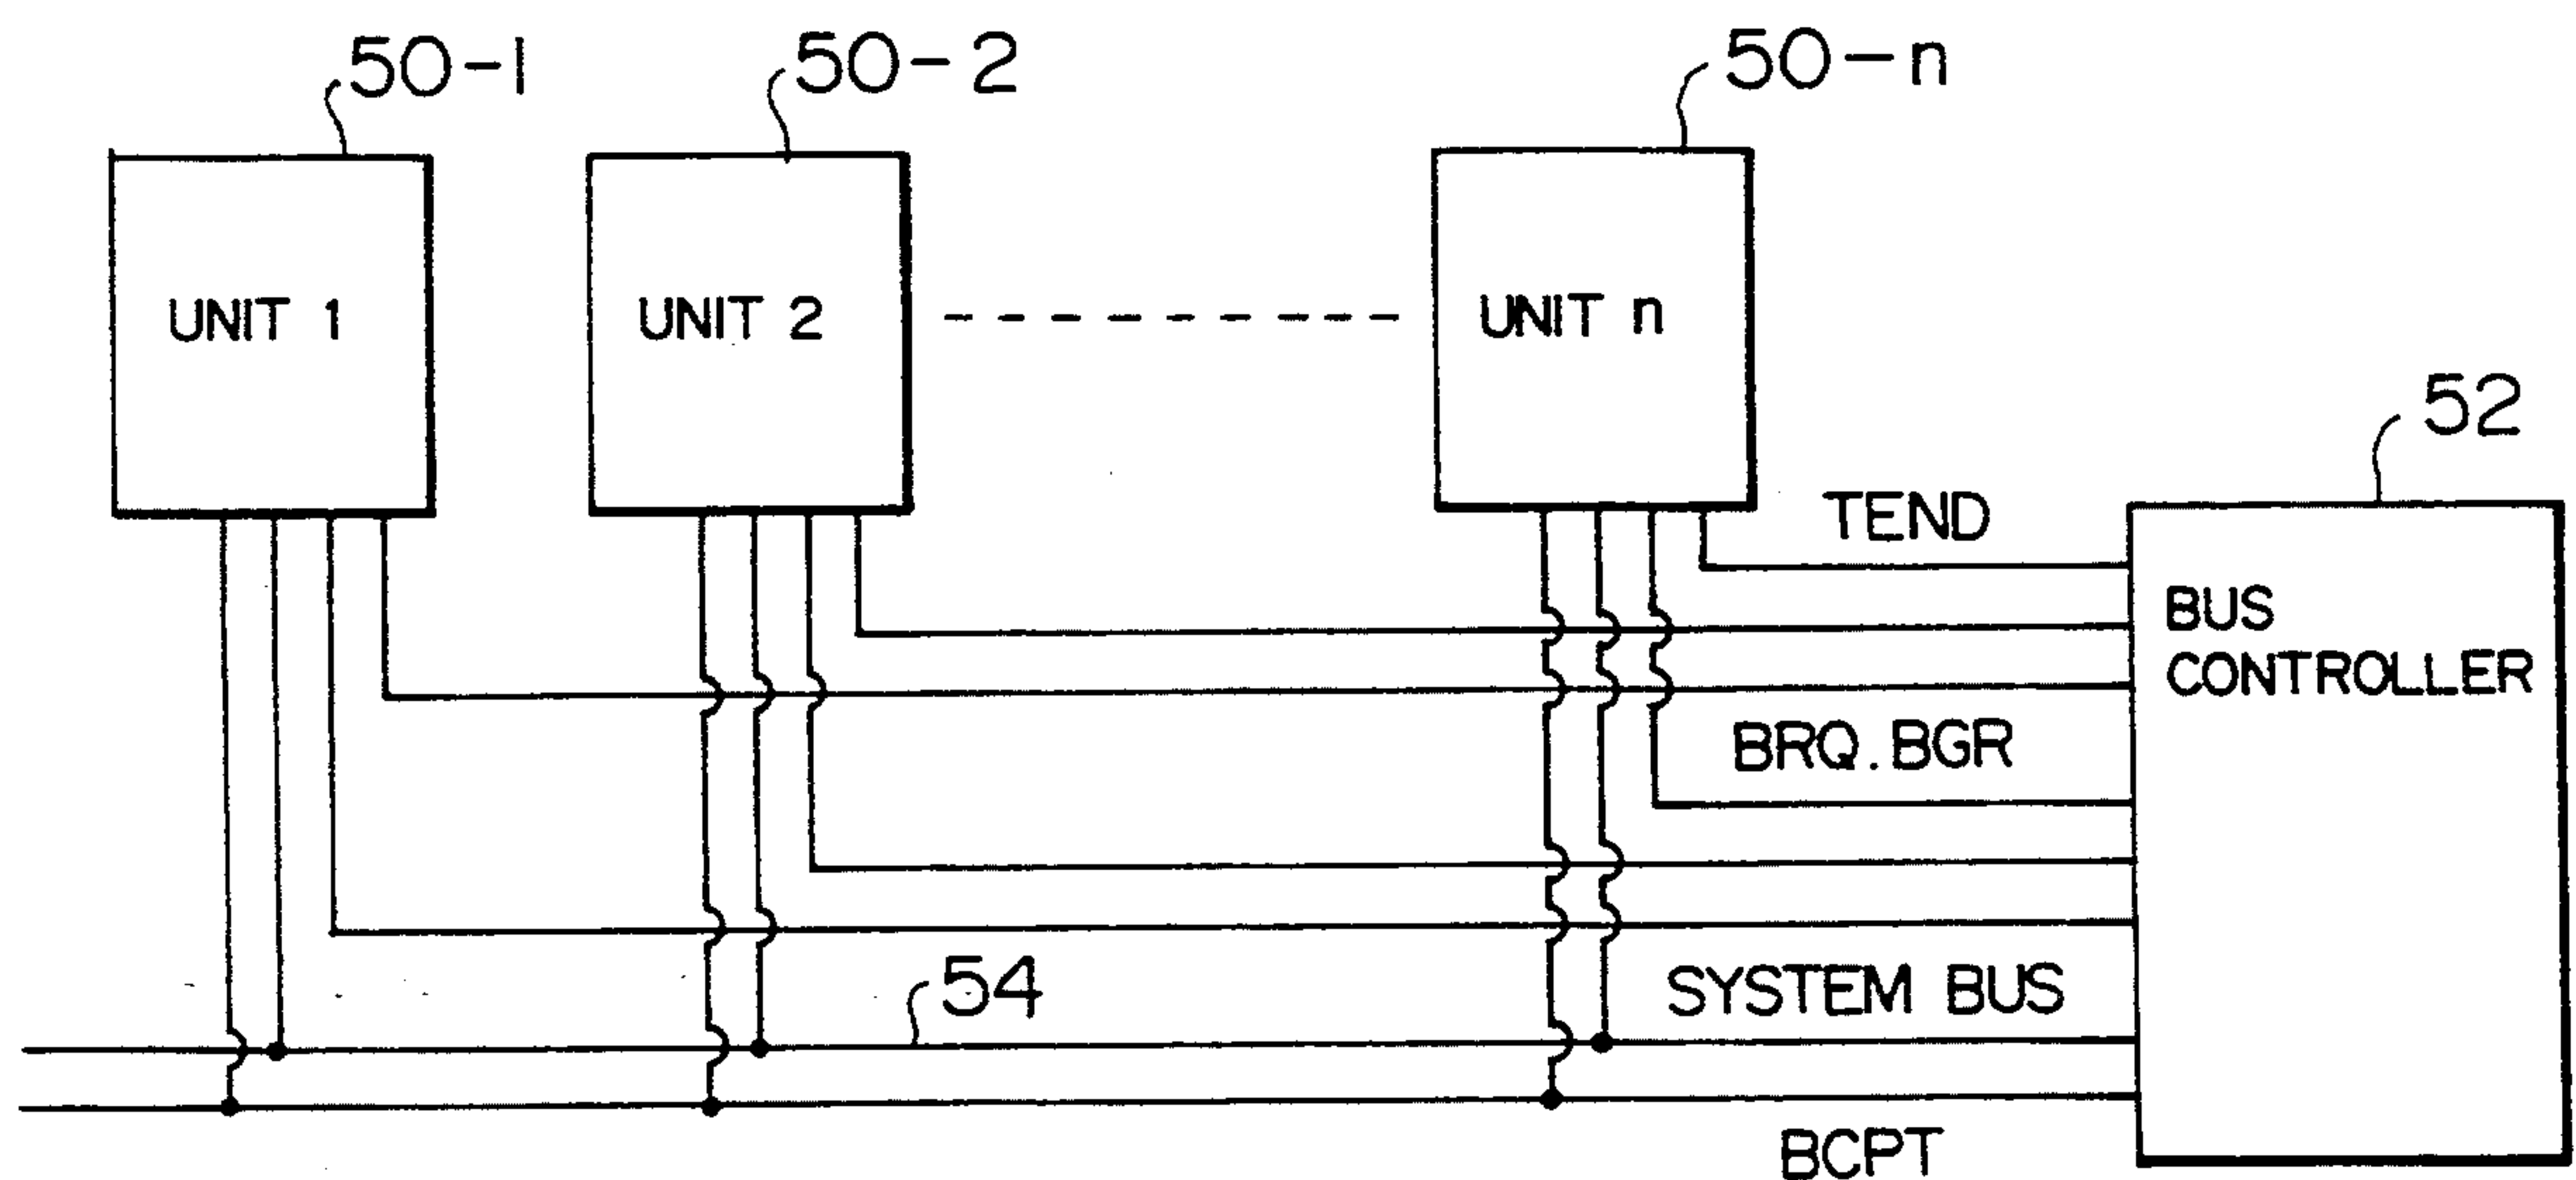 50-1
50-2
50-n
UNIT 1
UNIT 2
UNIT n
52
TEND
BUS
CONTROLLER
BRQ. BGR
54
SYSTEM BUS
BCPT